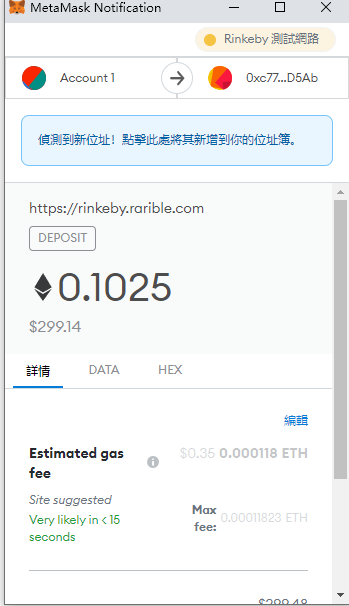 MetaMask Notification
Rinkeby 測試網路
Account 1
0xc77...D5Ab
偵測到新位址！點擊此處將其新增到你的位址簿。
https://rinkeby.rarible.com
DEPOSIT
0.1025
$299.14
詳情 DATA HEX
編輯
Estimated gas fee
$0.35 0.000118 ETH
Site suggested
Very likely in < 15 seconds
Max fee:
0.00011823 ETH
$299.48